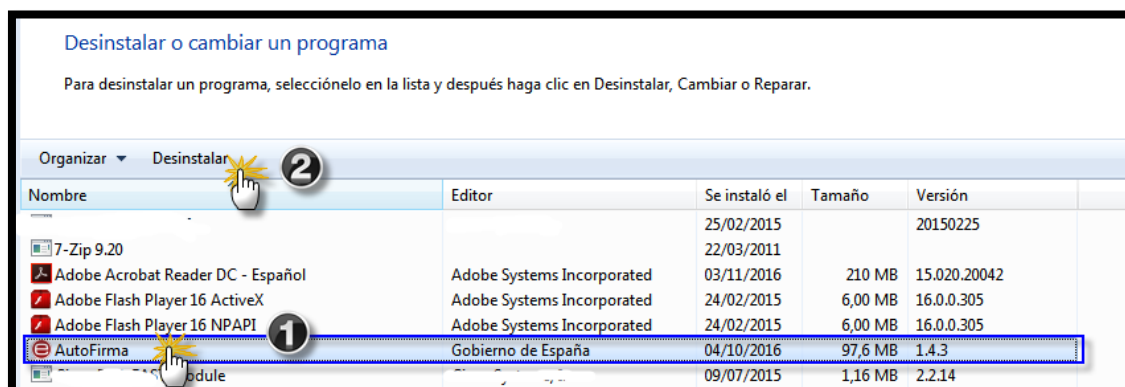 Desinstalar o cambiar un programa
Para desinstalar un programa, selecciónelo en la lista y después haga clic en Desinstalar, Cambiar o Reparar.
Organizar Desinstalar 2
Nombre Editor Se instaló el Tamaño Versión
25/02/2015 20150225
7-Zip 9.20 22/03/2011
Adobe Acrobat Reader DC - Español Adobe Systems Incorporated 03/11/2016 210 MB 15.020.20042
Adobe Flash Player 16 ActiveX Adobe Systems Incorporated 24/02/2015 6,00 MB 16.0.0.305
Adobe Flash Player 16 NPAPI 1 Adobe Systems Incorporated 24/02/2015 6,00 MB 16.0.0.305
AutoFirma Gobierno de España 04/10/2016 97,6 MB 1.4.3
09/07/2015 1,16 MB 2.2.14